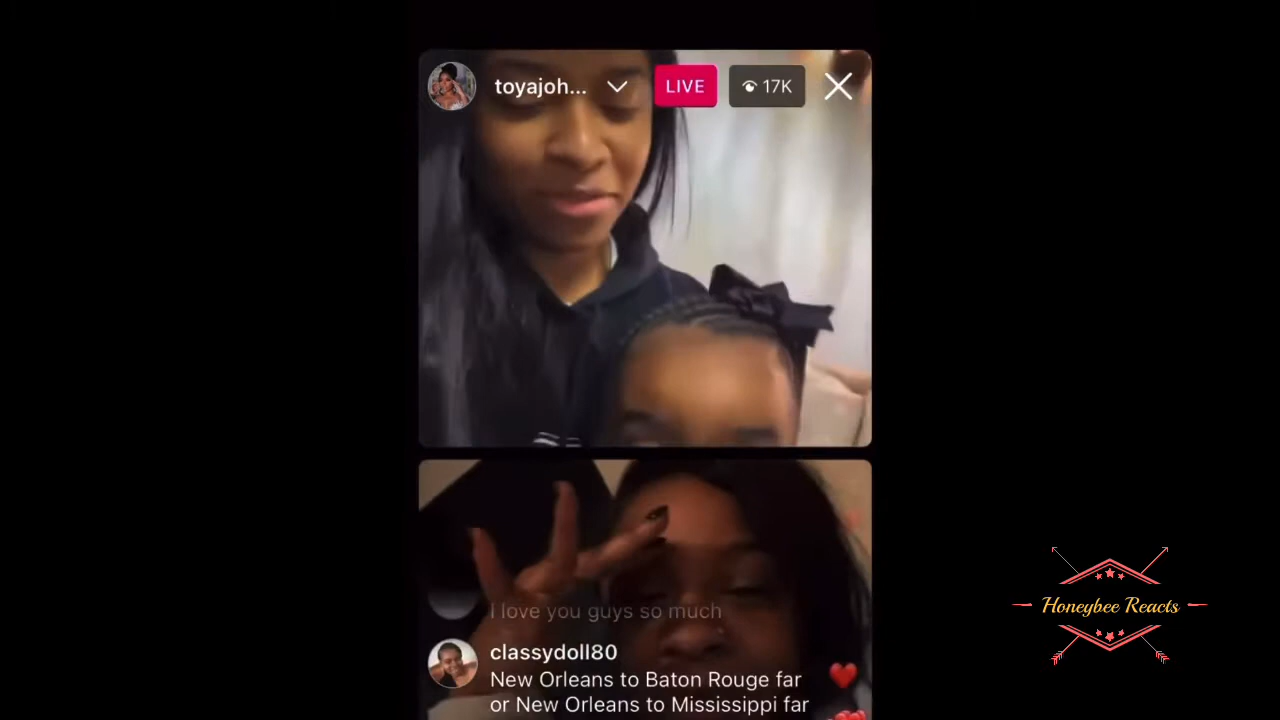 toyajoh...
LIVE
17K
I love you guys so much
classydoll80
New Orleans to Baton Rouge far
or New Orleans to Mississippi far
Honeybee Reacts